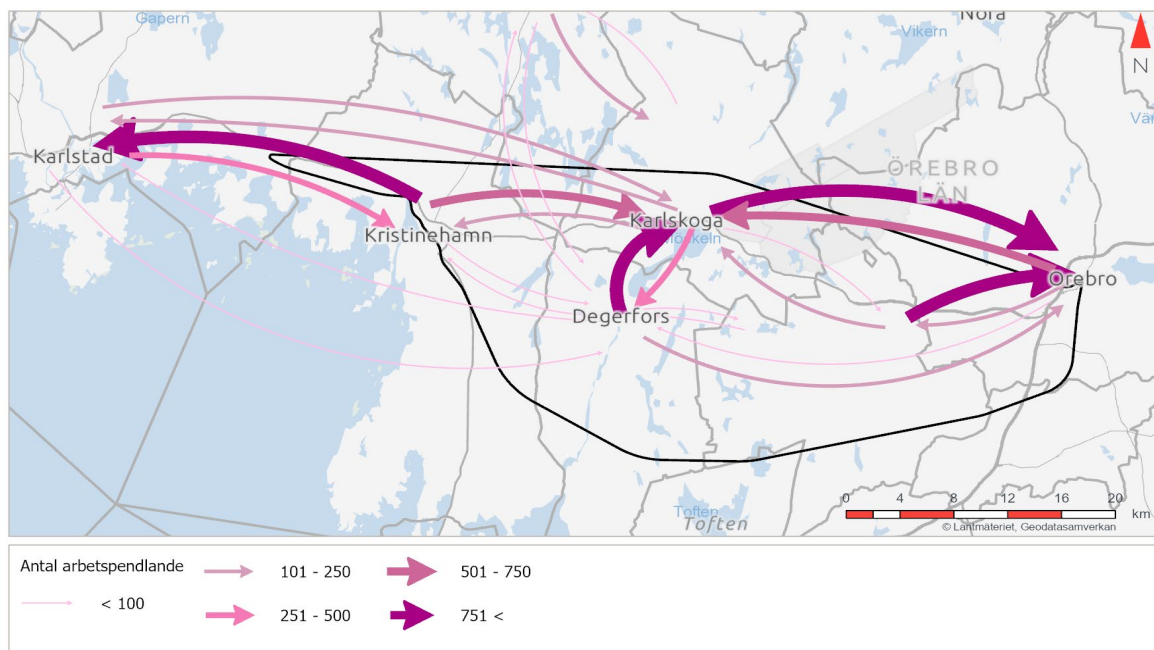 Gapern
Nora
Vikern
N
Karlstad
ÖREBRO
LÄN
Karlskoga
Kristinehamn
Örebro
Degerfors
0 4 8 12 16 20
km
© Lantmäteriet, Geodatasamverkan
Toften
Toften
Antal arbetspendlande
< 100
101 - 250
251 - 500
501 - 750
751 <